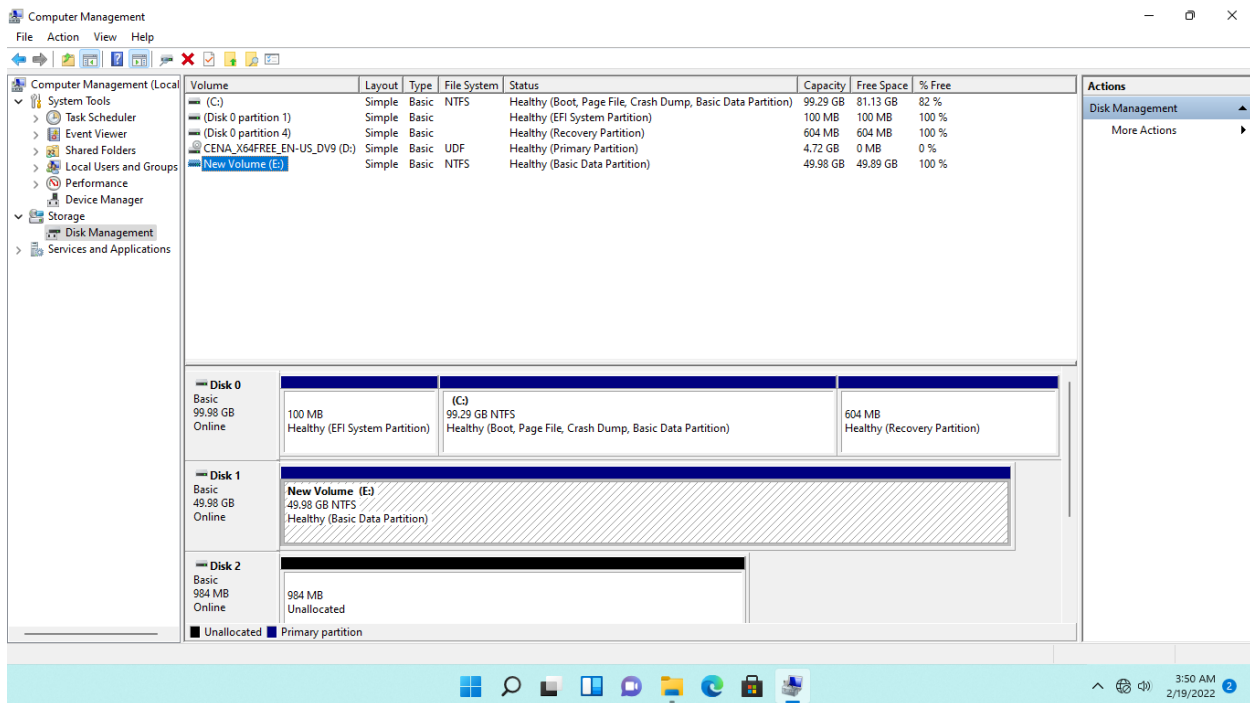 Computer Management
File Action View Help
Computer Management (Local
System Tools
Task Scheduler
Event Viewer
Shared Folders
Local Users and Groups
Performance
Device Manager
Storage
Disk Management
Services and Applications
Volume Layout Type File System Status Capacity Free Space % Free
(C:) Simple Basic NTFS Healthy (Boot, Page File, Crash Dump, Basic Data Partition) 99.29 GB 81.13 GB 82 %
(Disk 0 partition 1) Simple Basic Healthy (EFI System Partition) 100 MB 100 MB 100 %
(Disk 0 partition 4) Simple Basic Healthy (Recovery Partition) 604 MB 604 MB 100 %
CENA_X64FREE_EN-US_DV9 (D:) Simple Basic UDF Healthy (Primary Partition) 4.72 GB 0 MB 0 %
New Volume (E:) Simple Basic NTFS Healthy (Basic Data Partition) 49.98 GB 49.89 GB 100 %
Disk 0
Basic
99.98 GB
Online
100 MB
Healthy (EFI System Partition)
(C:)
99.29 GB NTFS
Healthy (Boot, Page File, Crash Dump, Basic Data Partition)
604 MB
Healthy (Recovery Partition)
Disk 1
Basic
49.98 GB
Online
New Volume (E:)
49.98 GB NTFS
Healthy (Basic Data Partition)
Disk 2
Basic
984 MB
Online
984 MB
Unallocated
Unallocated Primary partition
Actions
Disk Management
More Actions
3:50 AM
2/19/2022
2